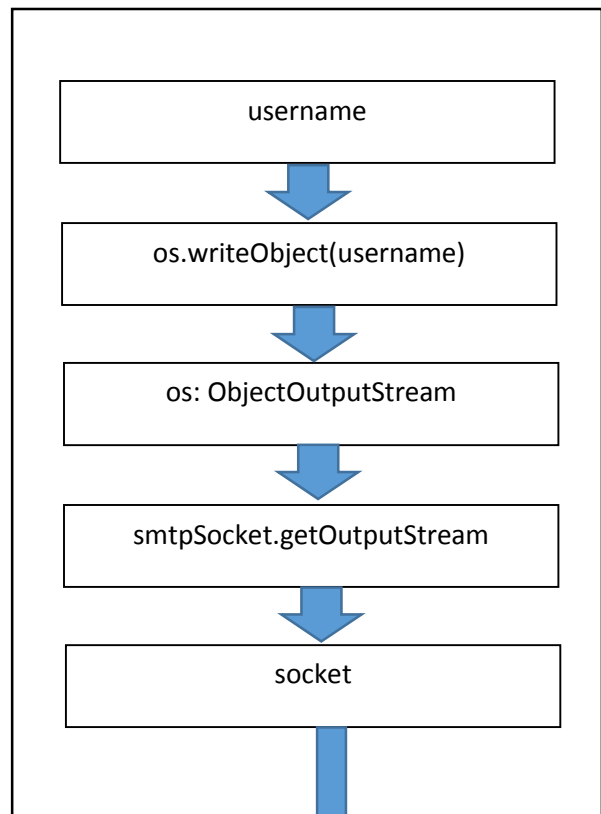 username
os.writeObject(username)
os: ObjectOutputStream
smtpSocket.getOutputStream
socket